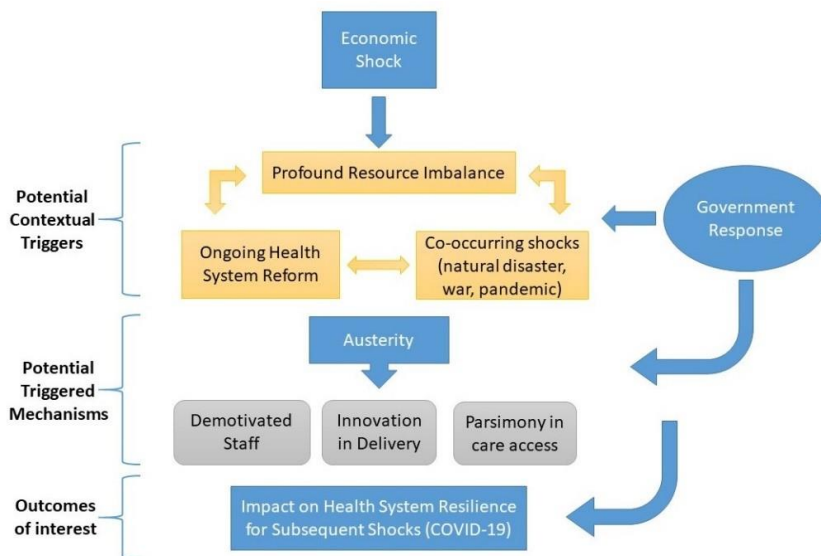 Economic
Shock
Potential
Contextual
Triggers
Profound Resource Imbalance
Ongoing Health
System Reform
Co-occurring shocks
(natural disaster,
war, pandemic)
Government
Response
Potential
Triggered
Mechanisms
Austerity
Demotivated
Staff
Innovation
in Delivery
Parsimony in
care access
Outcomes
of interest
Impact on Health System Resilience
for Subsequent Shocks (COVID-19)